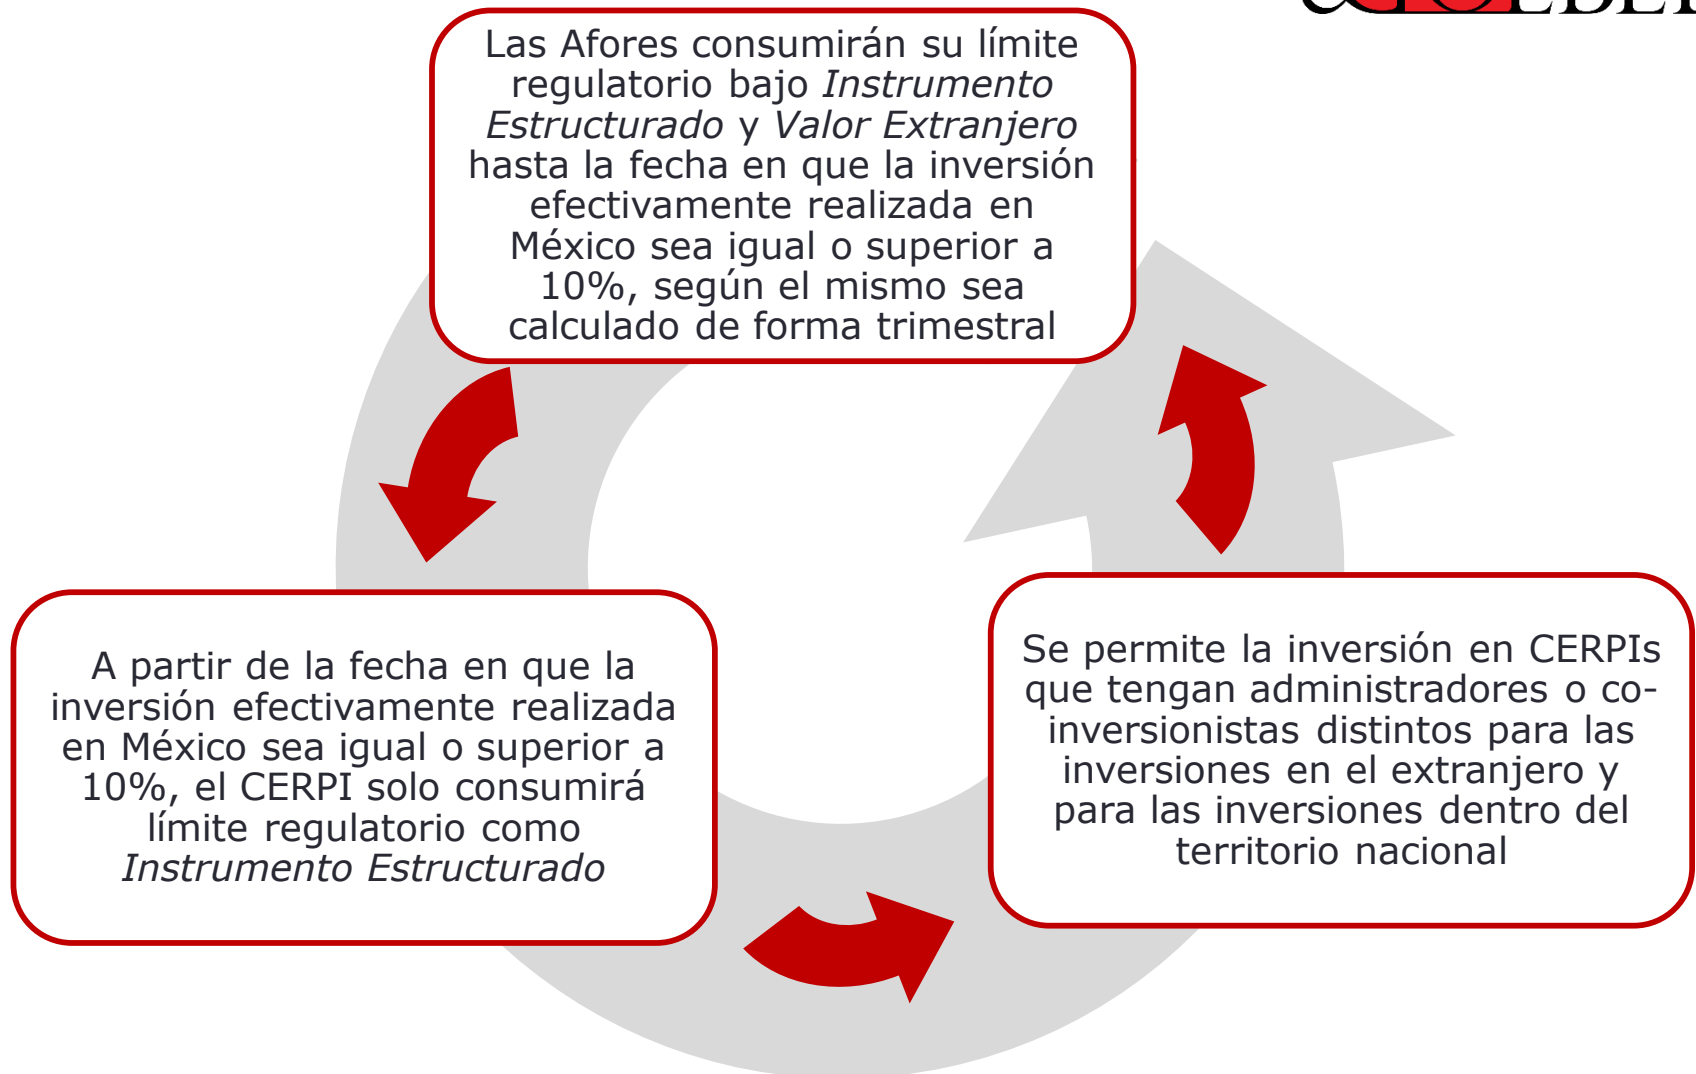 Las Afores consumirán su límite
regulatorio bajo Instrumento
Estructurado y Valor Extranjero
hasta la fecha en que la inversión
efectivamente realizada en
México sea igual o superior a
10%, según el mismo sea
calculado de forma trimestral
A partir de la fecha en que la
inversión efectivamente realizada
en México sea igual o superior a
10%, el CERPI solo consumirá
límite regulatorio como
Instrumento Estructurado
Se permite la inversión en CERPIs
que tengan administradores o co-
inversionistas distintos para las
inversiones en el extranjero y
para las inversiones dentro del
territorio nacional